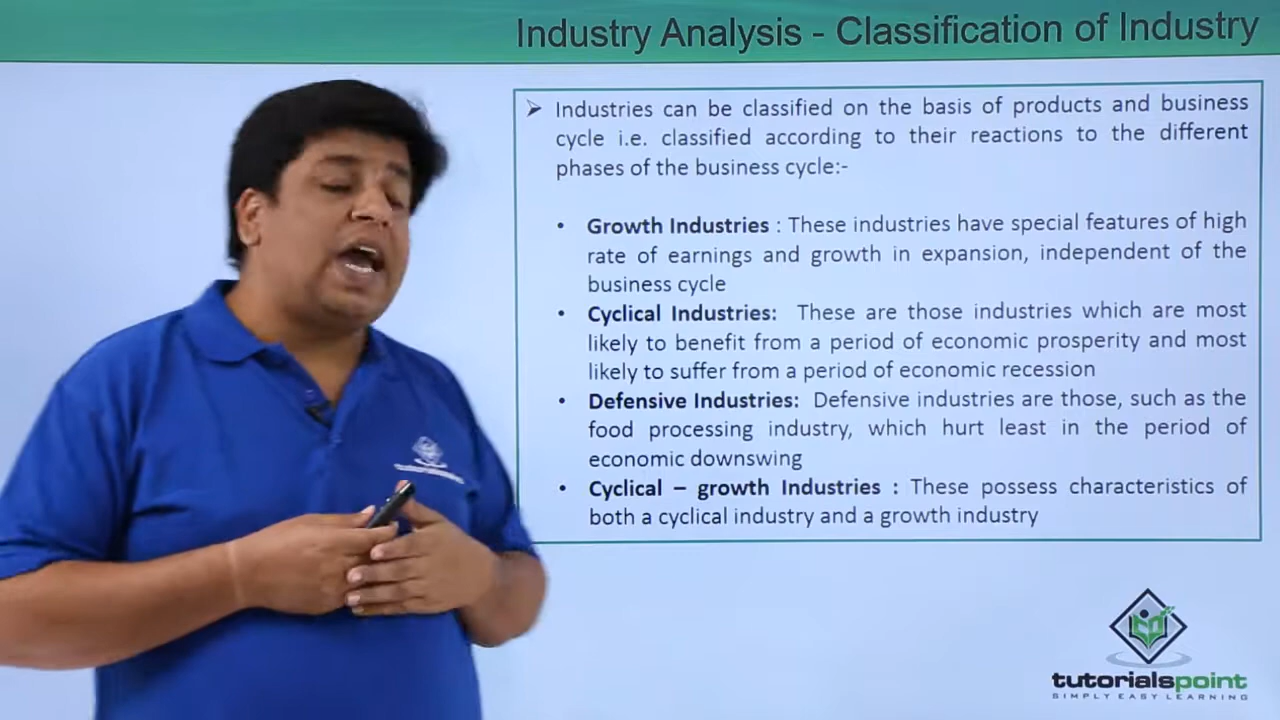 Industry Analysis - Classification of Industry
➢ Industries can be classified on the basis of products and business
cycle i.e. classified according to their reactions to the different
phases of the business cycle:-
• Growth Industries : These industries have special features of high
rate of earnings and growth in expansion, independent of the
business cycle
• Cyclical Industries: These are those industries which are most
likely to benefit from a period of economic prosperity and most
likely to suffer from a period of economic recession
• Defensive Industries: Defensive industries are those, such as the
food processing industry, which hurt least in the period of
economic downswing
• Cyclical – growth Industries : These possess characteristics of
both a cyclical industry and a growth industry
tutorialspoint
SIMPLY EASY LEARNING